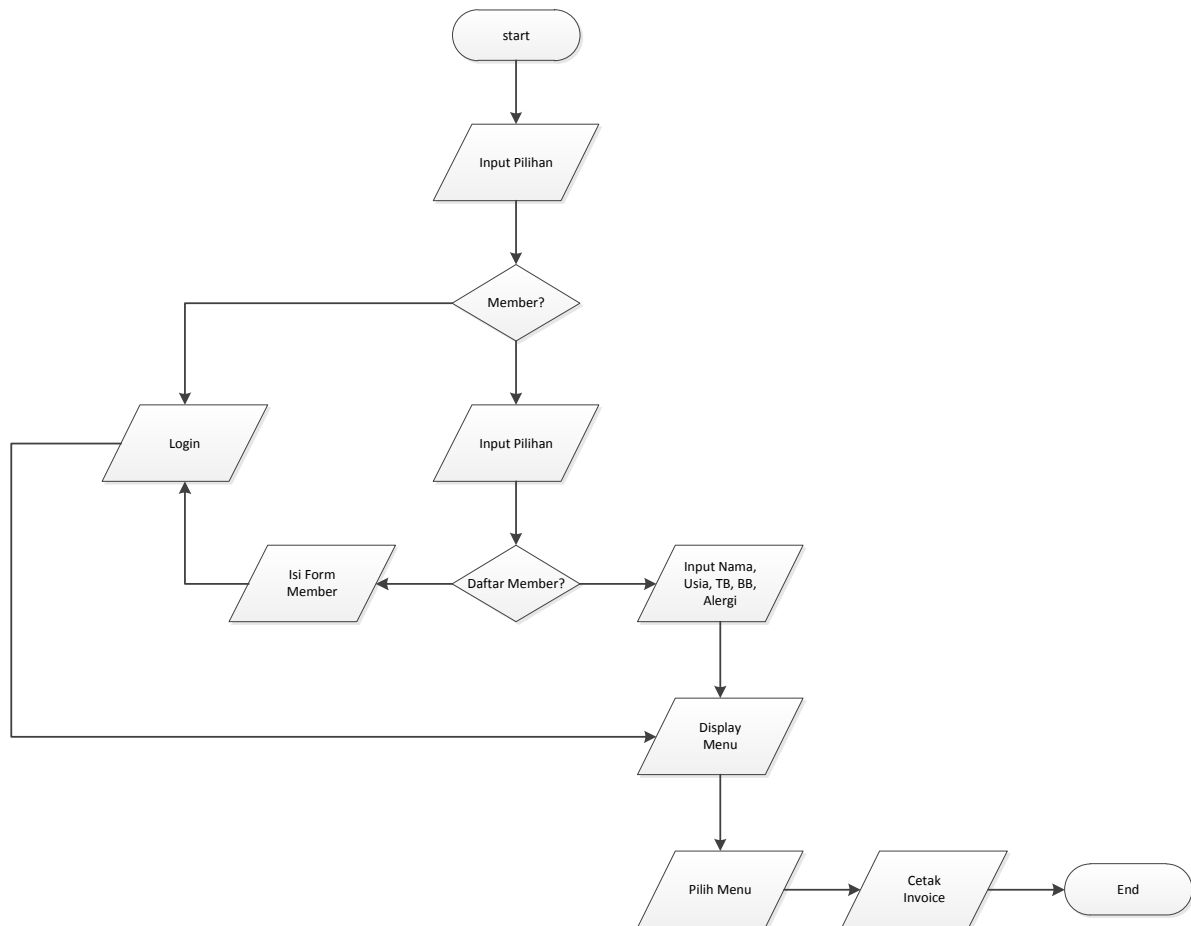 start
Input Pilihan
Member?
Login
Input Pilihan
Isi Form
Member
Daftar Member?
Input Nama,
Usia, TB, BB,
Alergi
Display
Menu
Pilih Menu
Cetak
Invoice
End